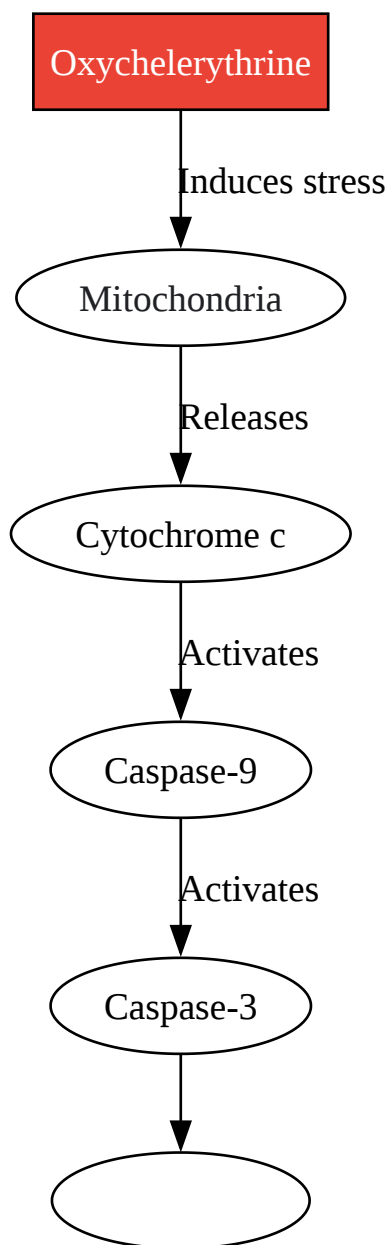 Oxychelerythrine
Induces stress
Mitochondria
Releases
Cytochrome c
Activates
Caspase-9
Activates
Caspase-3